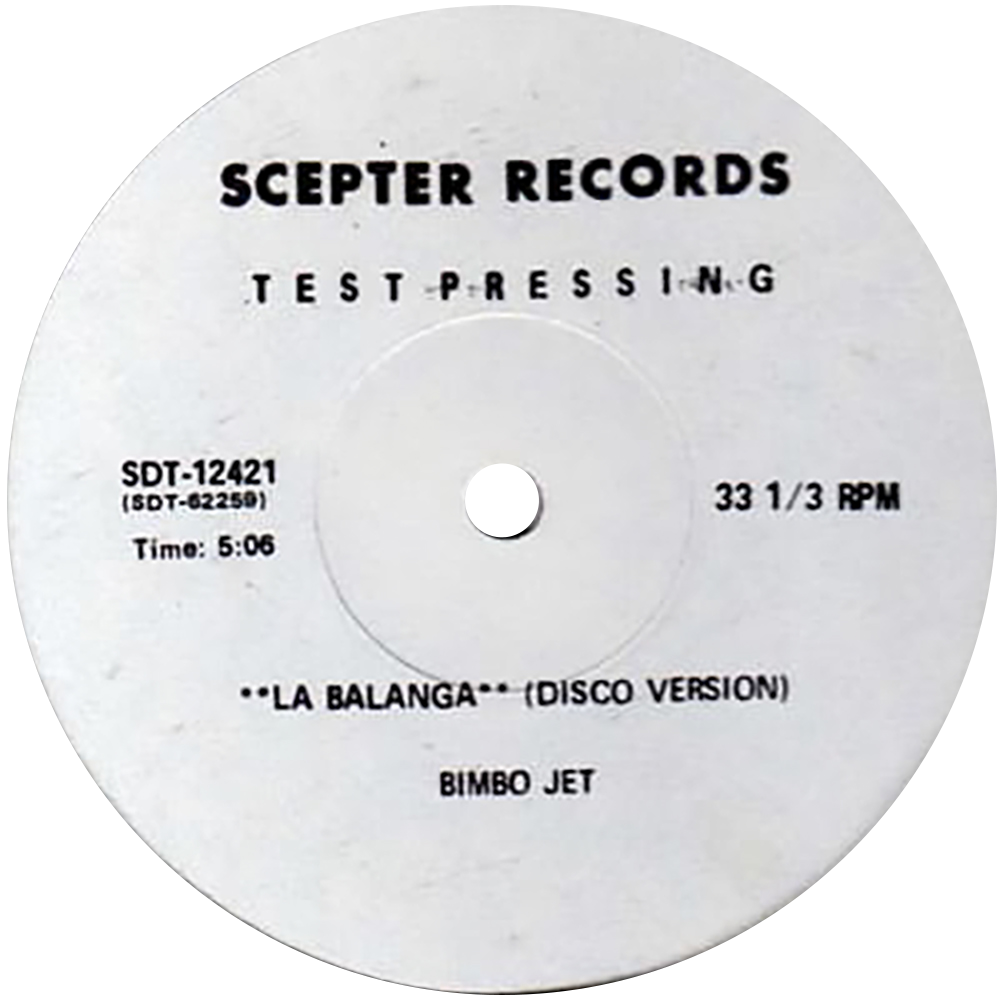 SCEPTER RECORDS
TEST PRESSING
SDT-12421
(SDT-62259)
Time: 5:06
33 1/3 RPM
**LA BALANGA** (DISCO VERSION)
BIMBO JET